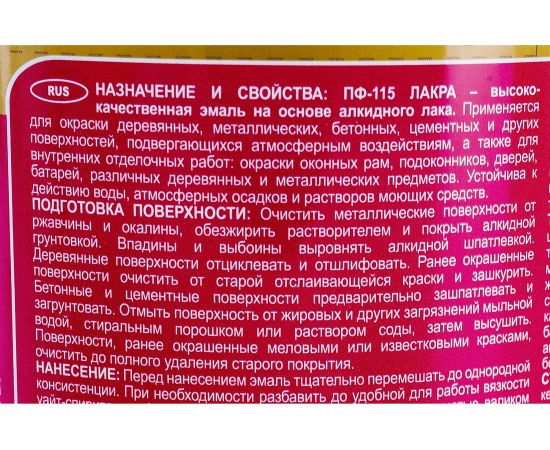 RUS НАЗНАЧЕНИЕ И СВОЙСТВА: ПФ-115 ЛАКРА – высоко-
качественная эмаль на основе алкидного лака. Применяется
для окраски деревянных, металлических, бетонных, цементных и других
поверхностей, подвергающихся атмосферным воздействиям, а также для
внутренних отделочных работ: окраски оконных рам, подоконников, дверей,
батарей, различных деревянных и металлических предметов. Устойчива к
действию воды, атмосферных осадков и растворов моющих средств.
ПОДГОТОВКА ПОВЕРХНОСТИ: Очистить металлические поверхности от
ржавчины и окалины, обезжирить растворителем и покрыть алкидной
грунтовкой. Впадины и выбоины выровнять алкидной шпатлевкой.
Деревянные поверхности отциклевать и отшлифовать. Ранее окрашенные
поверхности очистить от старой отслаивающейся краски и зашкурить.
Бетонные и цементные поверхности предварительно зашпатлевать и
загрунтовать. Отмыть поверхность от жировых и других загрязнений мыльной
водой, стиральным порошком или раствором соды, затем высушить.
Поверхности, ранее окрашенные меловыми или известковыми красками,
очистить до полного удаления старого покрытия.
НАНЕСЕНИЕ: Перед нанесением эмаль тщательно перемешать до однородной
консистенции. При необходимости разбавить до удобной для работы вязкости
уайт-спиритом валиком